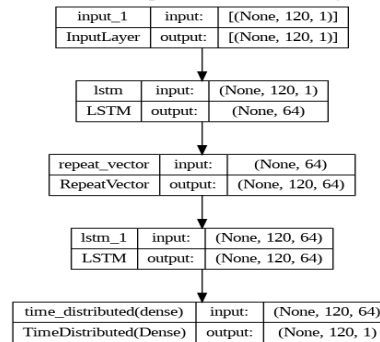 input_1 input: [(None, 120, 1)]
InputLayer output: [(None, 120, 1)]
lstm input: (None, 120, 1)
LSTM output: (None, 64)
repeat_vector input: (None, 64)
RepeatVector output: (None, 120, 64)
lstm_1 input: (None, 120, 64)
LSTM output: (None, 120, 64)
time_distributed(dense) input: (None, 120, 64)
TimeDistributed(Dense) output: (None, 120, 1)